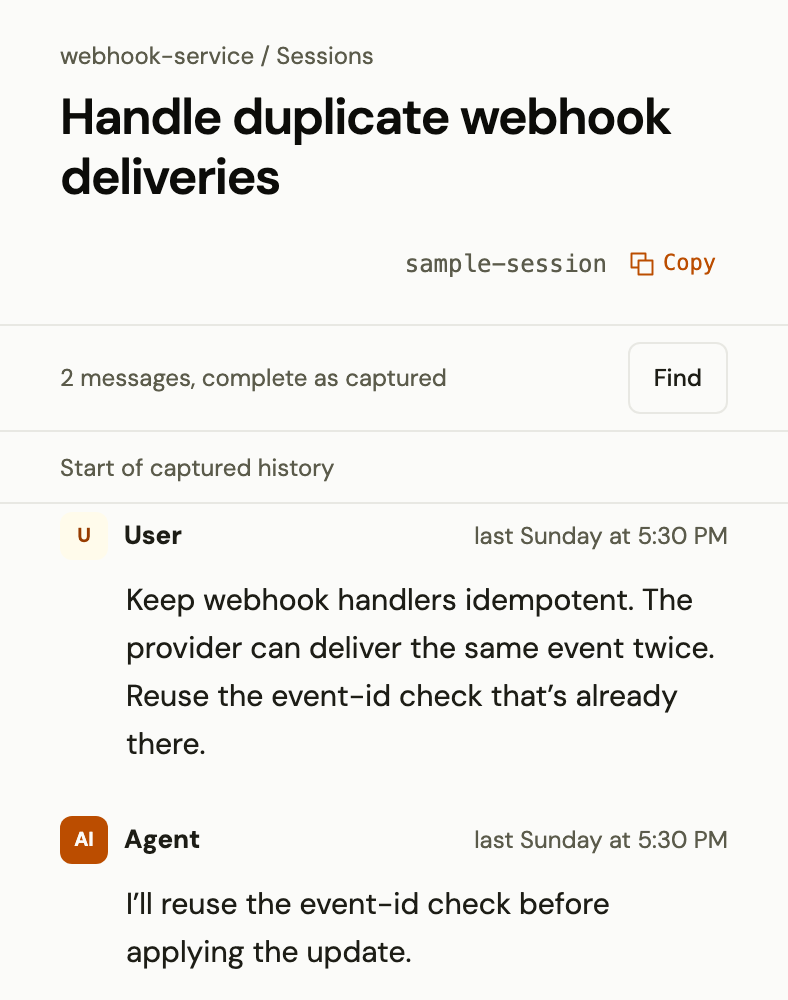 webhook-service / Sessions
Handle duplicate webhook
deliveries
sample-session Copy
2 messages, complete as captured Find
Start of captured history
U User last Sunday at 5:30 PM
Keep webhook handlers idempotent. The
provider can deliver the same event twice.
Reuse the event-id check that’s already
there.
AI Agent last Sunday at 5:30 PM
I’ll reuse the event-id check before
applying the update.